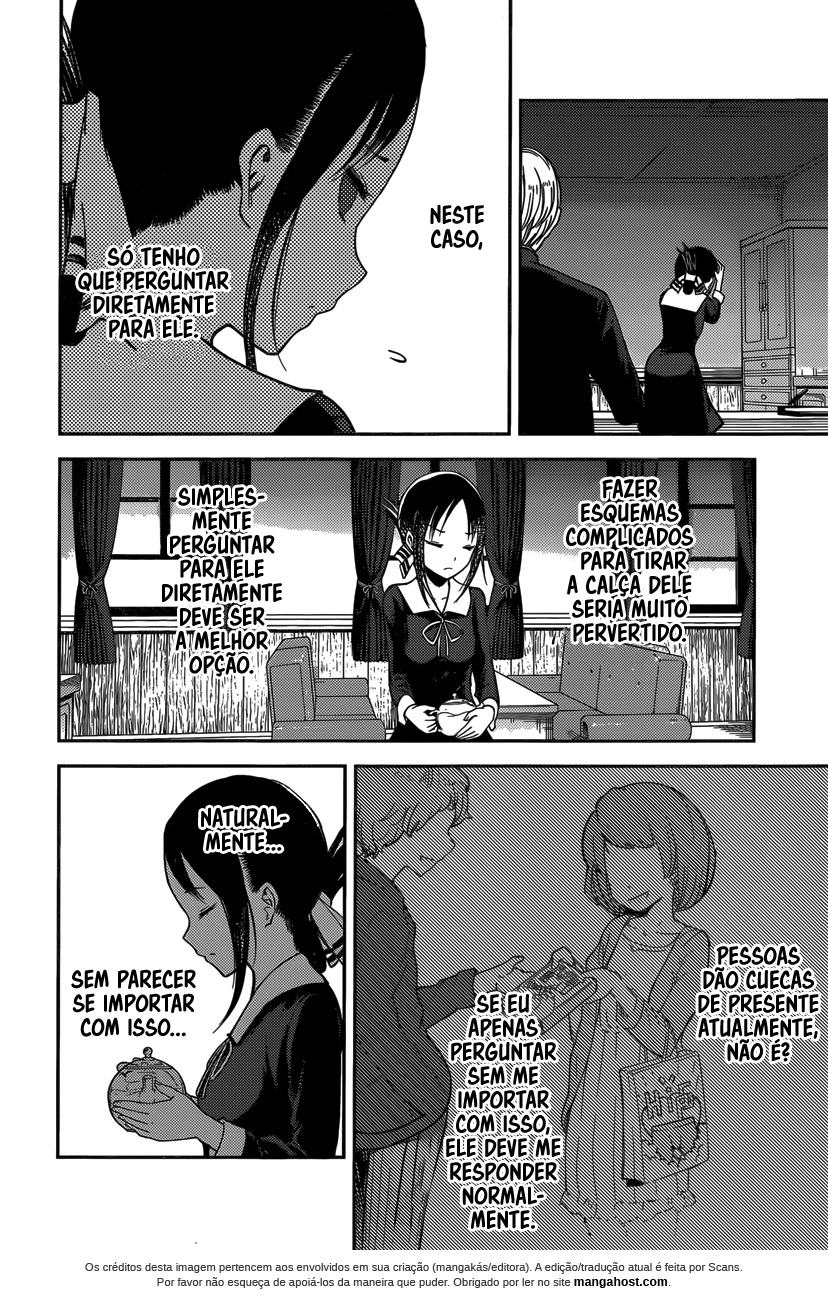 NESTE
CASO,
SÓ TENHO
QUE PERGUNTAR
DIRETAMENTE
PARA ELE.
FAZER
ESQUEMAS
COMPLICADOS
PARA TIRAR
A CALÇA DELE
SERIA MUITO
PERVERTIDO.
SIMPLES-
MENTE
PERGUNTAR
PARA ELE
DIRETAMENTE
DEVE SER
A MELHOR
OPÇÃO.
PESSOAS
DÃO CUECAS
DE PRESENTE
ATUALMENTE,
NÃO É?
SE EU
APENAS
PERGUNTAR
SEM ME
IMPORTAR
COM ISSO,
ELE DEVE ME
RESPONDER
NORMAL-
MENTE.
NATURAL-
MENTE...
SEM PARECER
SE IMPORTAR
COM ISSO...
Os créditos desta imagem pertencem aos envolvidos em sua criação (mangakás/editora). A edição/tradução atual é feita por Scans.
Por favor não esqueça de apoiá-los da maneira que puder. Obrigado por ler no site mangahost.com.